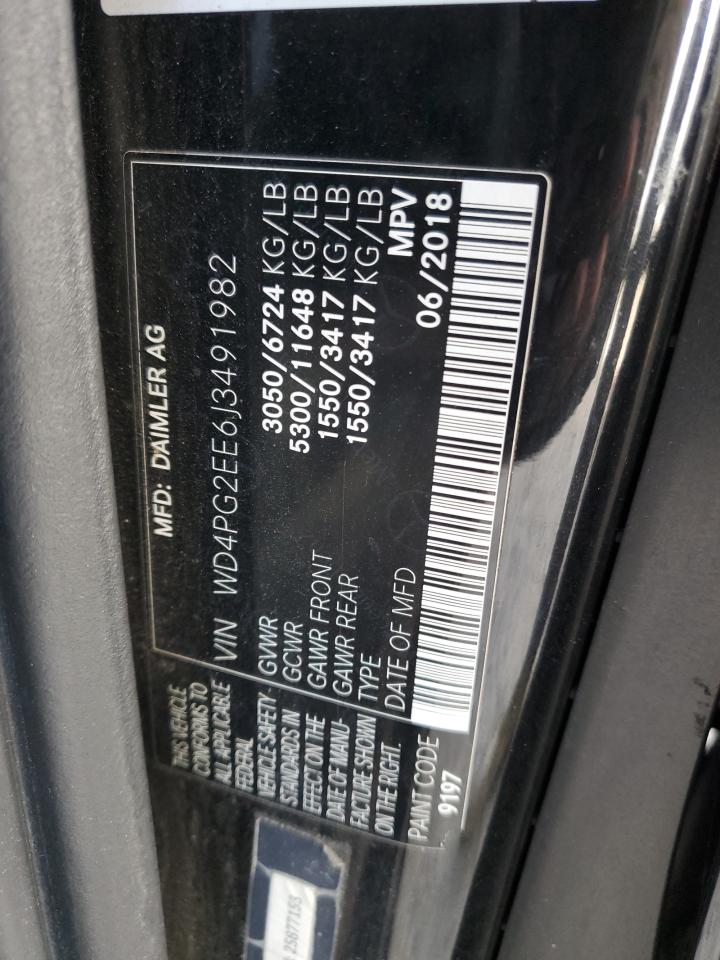 MFD: DAIMLER AG
VIN WD4PG2EE6J3491982
GVWR 3050/6724 KG/LB
GCWR 5300/11648 KG/LB
GAWR FRONT 1550/3417 KG/LB
GAWR REAR 1550/3417 KG/LB
TYPE MPV
DATE OF MFD 06/2018
THIS VEHICLE
CONFORMS TO
ALL APPLICABLE
FEDERAL
VEHICLE SAFETY-
STANDARDS IN
EFFECT ON THE
DATE OF MANU-
FACTURE SHOWN
ON THE RIGHT.
PAINT CODE
9197
25877153